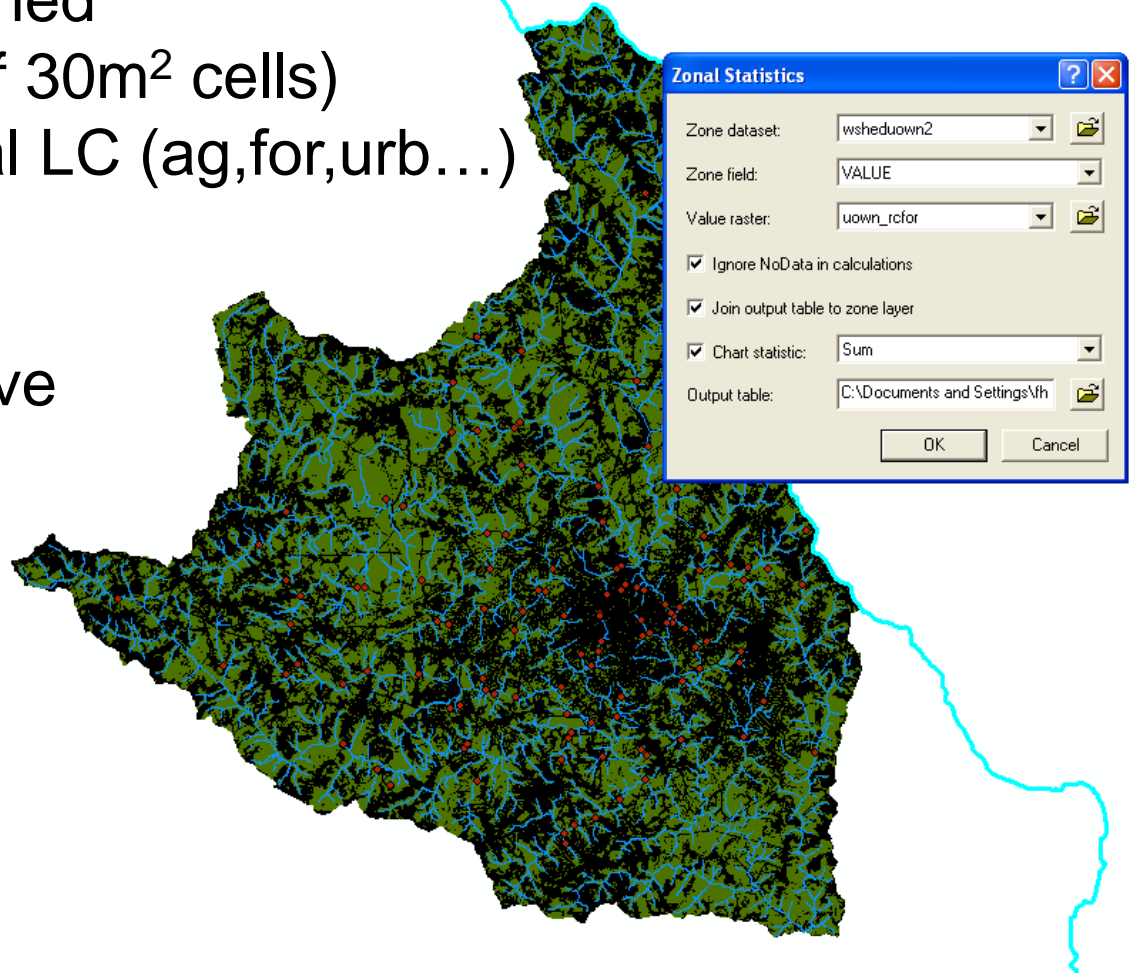 f 30m² cells)
al LC (ag,for,urb…)
ve
Zonal Statistics
Zone dataset: wsheduown2
Zone field: VALUE
Value raster: uown_rcfor
Ignore NoData in calculations
Join output table to zone layer
Chart statistic: Sum
Output table: C:\Documents and Settings\fh
OK Cancel